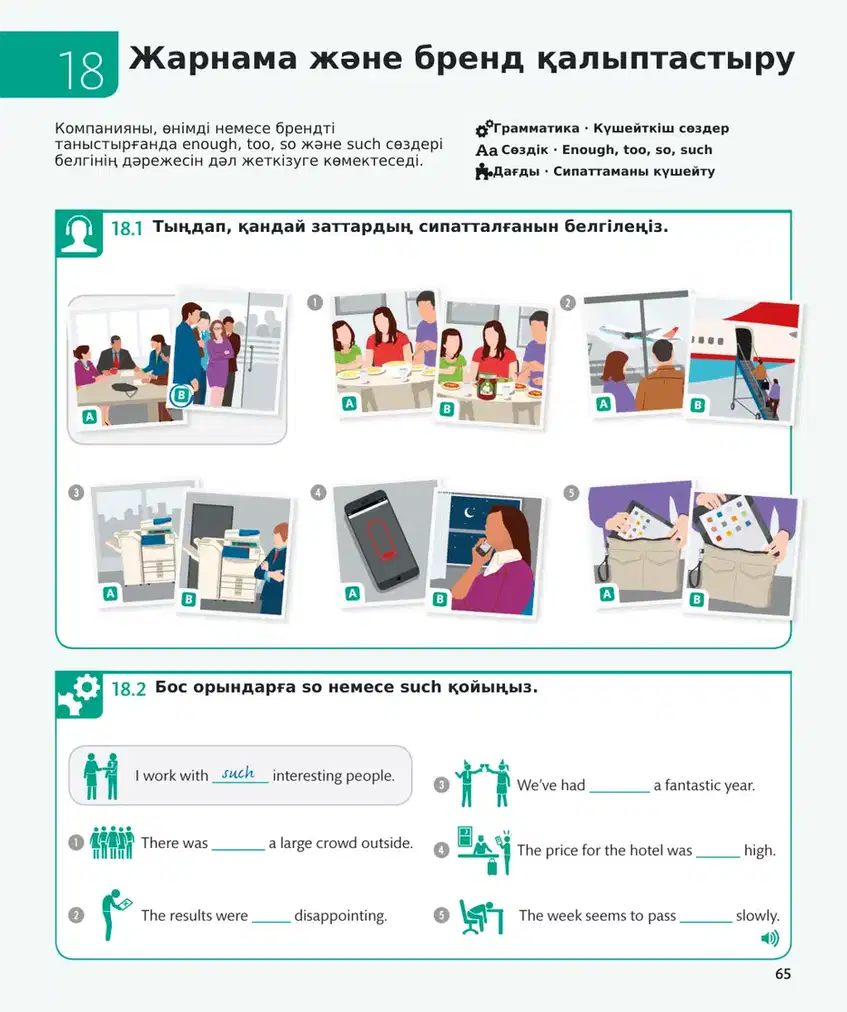 18
Жарнама және бренд қалыптастыру
Компанияны, өнімді немесе брендті
таныстырғанда enough, too, so және such сөздері
белгінің дәрежесін дәл жеткізуге көмектеседі.
Грамматика · Күшейткіш сөздер
Aa Сөздік · Enough, too, so, such
Дағды · Сипаттаманы күшейту
18.1 Тыңдап, қандай заттардың сипатталғанын белгілеңіз.
A
B
1
A
B
2
A
B
3
A
B
4
A
B
5
A
B
18.2 Бос орындарға so немесе such қойыңыз.
I work with such interesting people.
1 There was ______ a large crowd outside.
2 The results were _____ disappointing.
3 We’ve had _______ a fantastic year.
4 The price for the hotel was _____ high.
5 The week seems to pass ______ slowly.
65